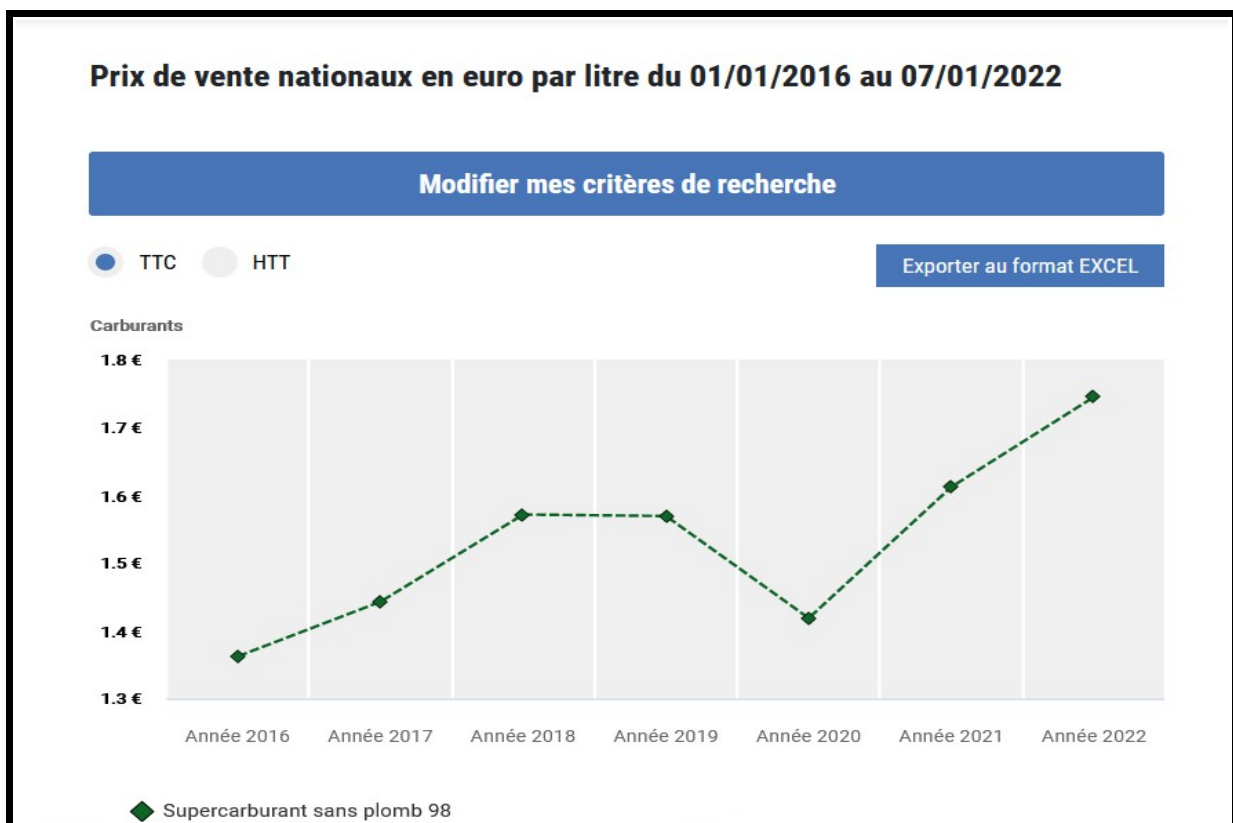 Prix de vente nationaux en euro par litre du 01/01/2016 au 07/01/2022
Modifier mes critères de recherche
TTC HTT
Exporter au format EXCEL
Carburants
1.8 €
1.7 €
1.6 €
1.5 €
1.4 €
1.3 €
Année 2016 Année 2017 Année 2018 Année 2019 Année 2020 Année 2021 Année 2022
Supercarburant sans plomb 98